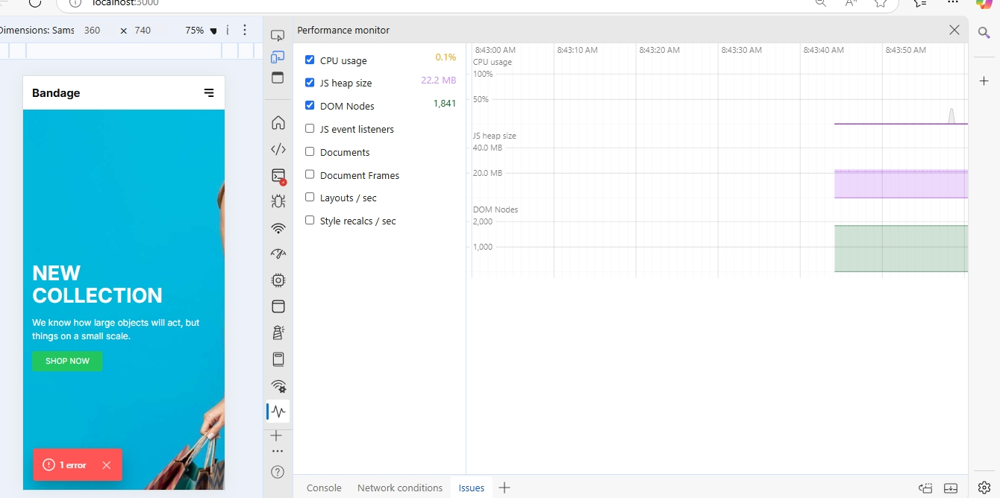 localhost:3000
Dimensions: Sams 360 × 740 75%
Performance monitor
CPU usage 0.1%
JS heap size 22.2 MB
DOM Nodes 1,841
JS event listeners
Documents
Document Frames
Layouts / sec
Style recalcs / sec
8:43:00 AM 8:43:10 AM 8:43:20 AM 8:43:30 AM 8:43:40 AM 8:43:50 AM
CPU usage
100%
50%
JS heap size
40.0 MB
20.0 MB
DOM Nodes
2,000
1,000
Bandage
NEW
COLLECTION
We know how large objects will act, but
things on a small scale.
SHOP NOW
1 error
Console Network conditions Issues